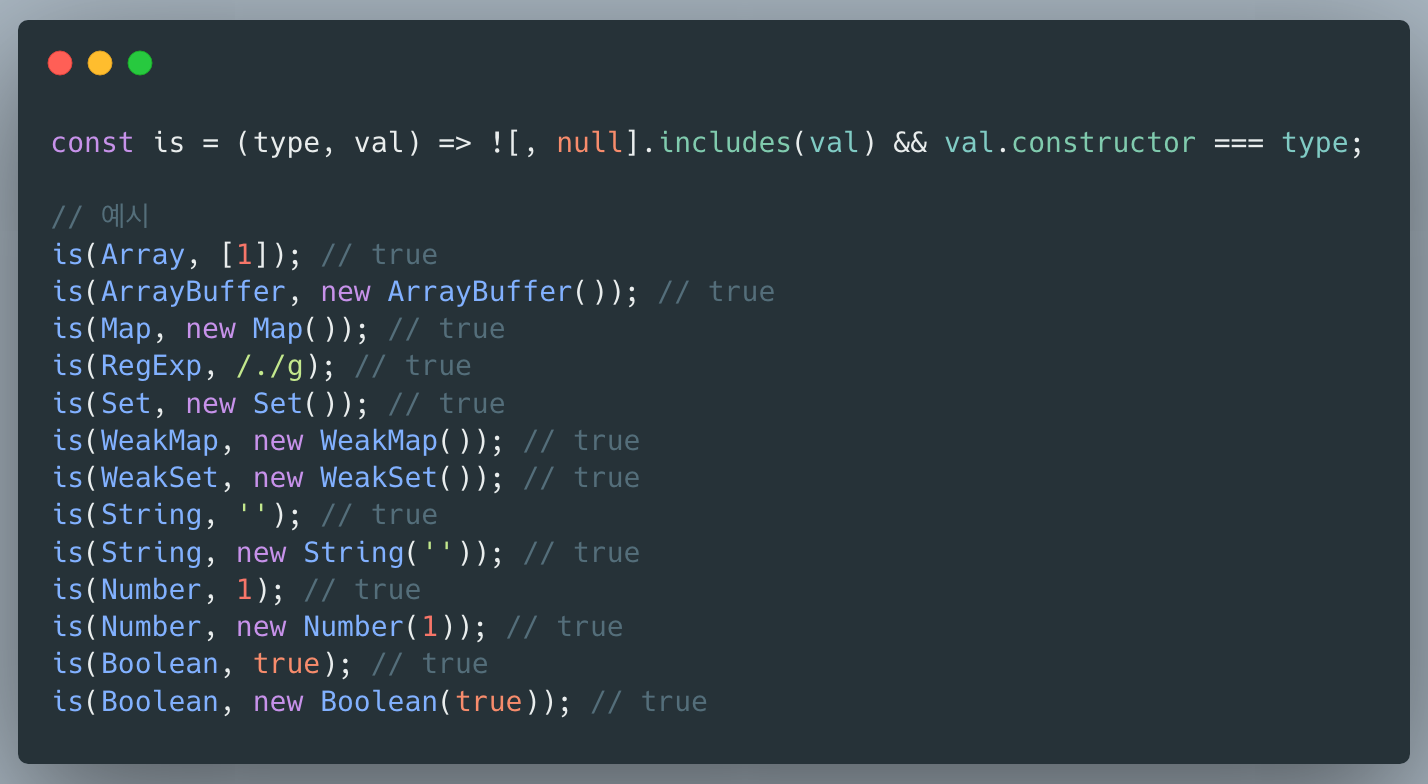 const is = (type, val) => ![, null].includes(val) && val.constructor === type;
// 예시
is(Array, [1]); // true
is(ArrayBuffer, new ArrayBuffer()); // true
is(Map, new Map()); // true
is(RegExp, /./g); // true
is(Set, new Set()); // true
is(WeakMap, new WeakMap()); // true
is(WeakSet, new WeakSet()); // true
is(String, ''); // true
is(String, new String('')); // true
is(Number, 1); // true
is(Number, new Number(1)); // true
is(Boolean, true); // true
is(Boolean, new Boolean(true)); // true